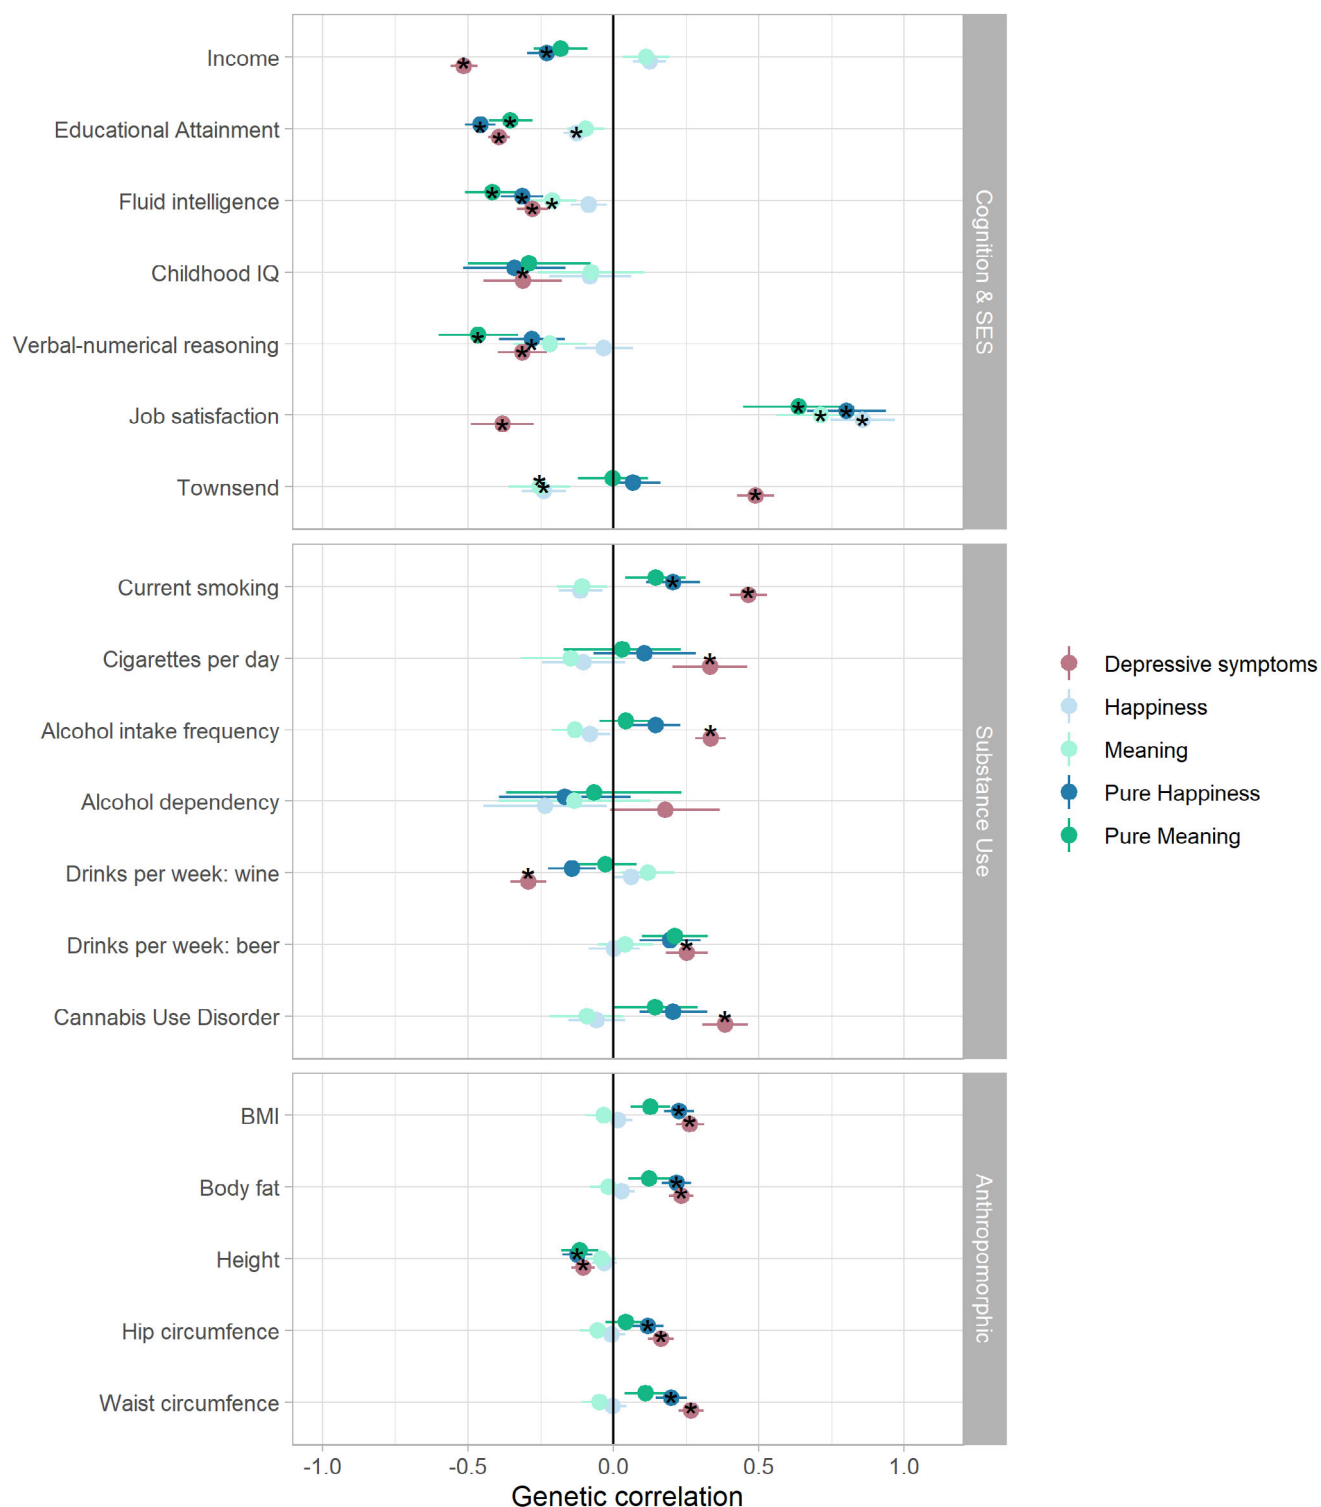 Income
Educational Attainment
Fluid intelligence
Childhood IQ
Verbal-numerical reasoning
Job satisfaction
Townsend
Cognition & SES
Current smoking
Cigarettes per day
Alcohol intake frequency
Alcohol dependency
Drinks per week: wine
Drinks per week: beer
Cannabis Use Disorder
Substance Use
BMI
Body fat
Height
Hip circumfence
Waist circumfence
Anthropomorphic
-1.0 -0.5 0.0 0.5 1.0
Genetic correlation
Depressive symptoms
Happiness
Meaning
Pure Happiness
Pure Meaning